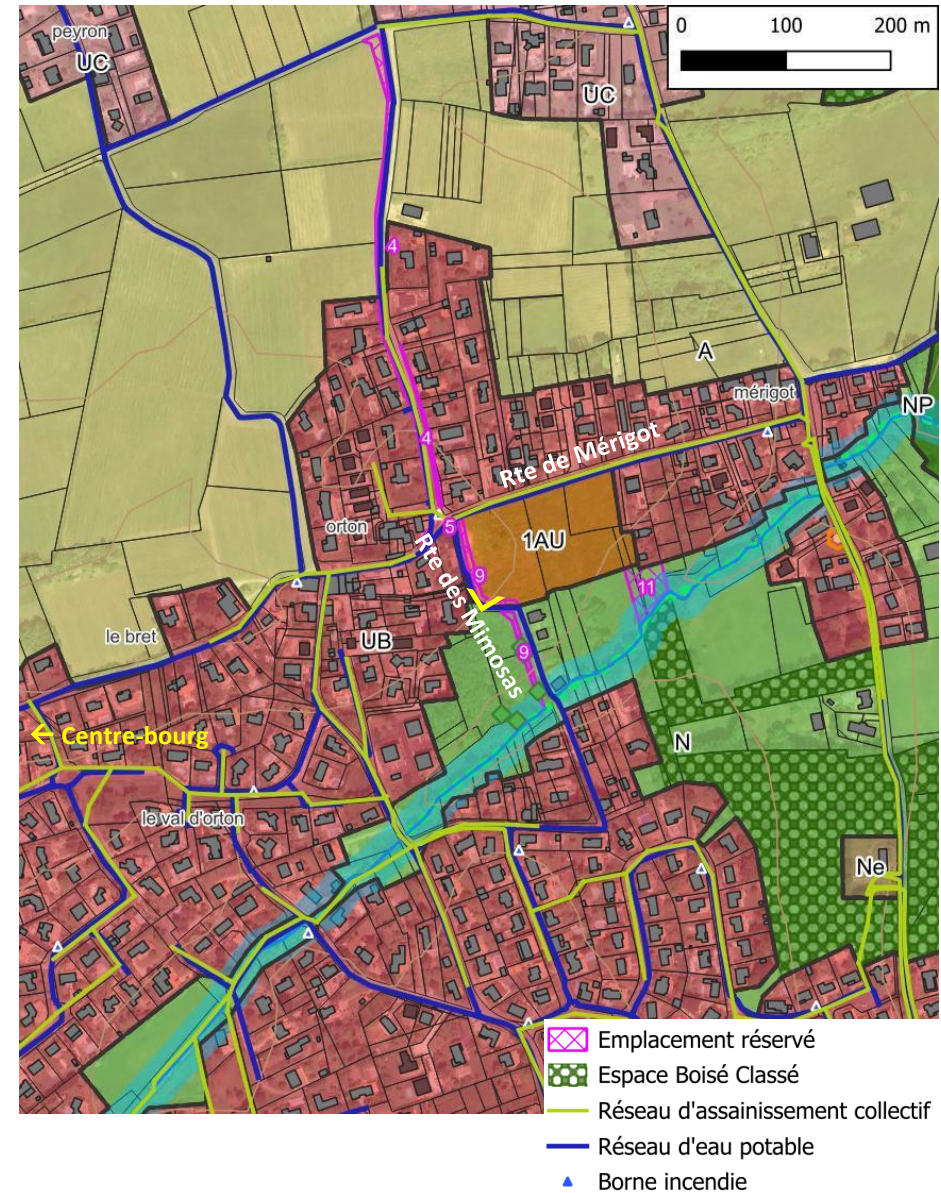 peyron
UC
0 100 200 m
UC
4
A
mérigot
NP
4
Rte de Mérigot
orton
5
1AU
9
Rte des Mimosas
11
le bret
UB
9
← Centre-bourg
N
le val d'orton
Ne
Emplacement réservé
Espace Boisé Classé
Réseau d'assainissement collectif
Réseau d'eau potable
Borne incendie